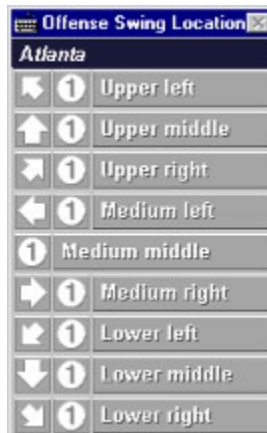 Offense Swing Location
Atlanta
1 Upper left
1 Upper middle
1 Upper right
1 Medium left
1 Medium middle
1 Medium right
1 Lower left
1 Lower middle
1 Lower right